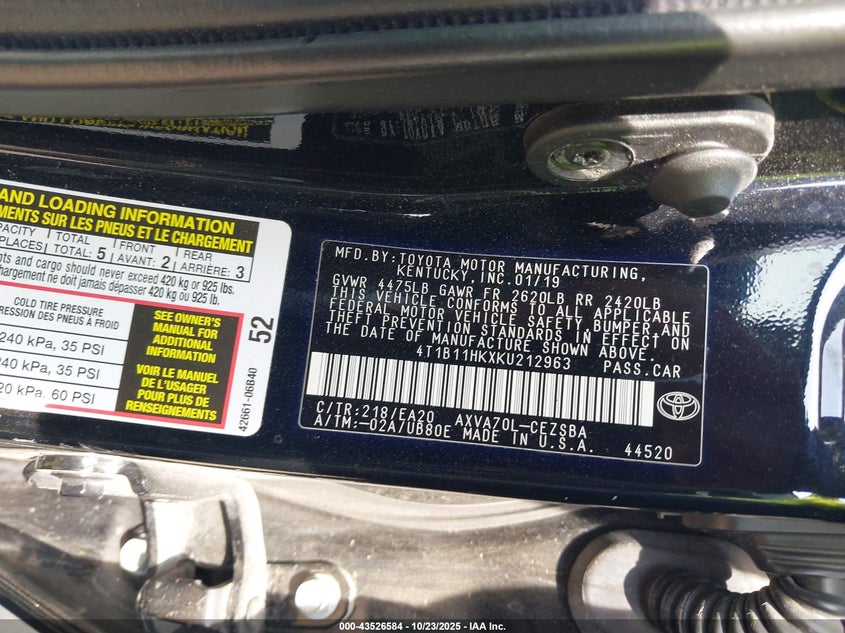 AND LOADING INFORMATION
MENTS SUR LES PNEUS ET LE CHARGEMENT
TOTAL FRONT REAR
TOTAL: 5 AVANT: 2 ARRIÈRE: 3
and cargo should never exceed 420 kg or 925 lbs.
chargement ne doit jamais dépasser 420 kg ou 925 lb.
COLD TIRE PRESSURE
PRESSION DES PNEUS À FROID
240 kPa, 35 PSI
240 kPa, 35 PSI
20 kPa, 60 PSI
SEE OWNER'S
MANUAL FOR
ADDITIONAL
INFORMATION
VOIR LE MANUEL
DE L'USAGER
POUR PLUS DE
RENSEIGNEMENTS
52
42661-06B40
MFD.BY:TOYOTA MOTOR MANUFACTURING,
KENTUCKY,INC.01/19
GVWR 4475LB GAWR FR 2620LB RR 2420LB
THIS VEHICLE CONFORMS TO ALL APPLICABLE
FEDERAL MOTOR VEHICLE SAFETY, BUMPER,AND
THEFT PREVENTION STANDARDS IN EFFECT ON
THE DATE OF MANUFACTURE SHOWN ABOVE.
4T1B11HKXKU212963 PASS.CAR
C/TR:218/EA20 AXVA70L-CEZSBA
A/TM:-02A/UB80E MADE IN U.S.A.
44520
000-43526584 - 10/23/2025 - IAA Inc.